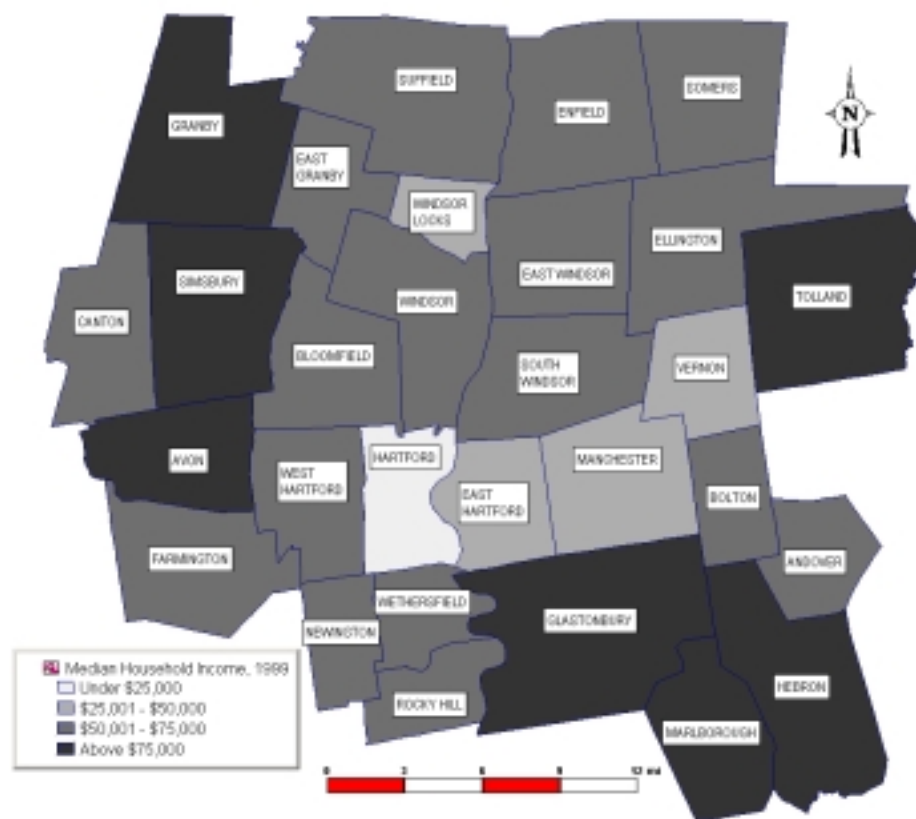 SUFFIELD
ENFIELD
SOMERS
GRANBY
N
EAST
GRANBY
WINDSOR
LOCKS
ELLINGTON
EAST WINDSOR
SIMSBURY
TOLLAND
WINDSOR
CANTON
BLOOMFIELD
SOUTH
WINDSOR
VERNON
HARTFORD
AVON
MANCHESTER
WEST
HARTFORD
EAST
HARTFORD
BOLTON
FARMINGTON
ANDOVER
WETHERSFIELD
GLASTONBURY
NEWINGTON
Median Household Income, 1999
Under $25,000
$25,001 - $50,000
$50,001 - $75,000
Above $75,000
HEBRON
ROCKY HILL
MARLBOROUGH
0 3 6 9 12 mi